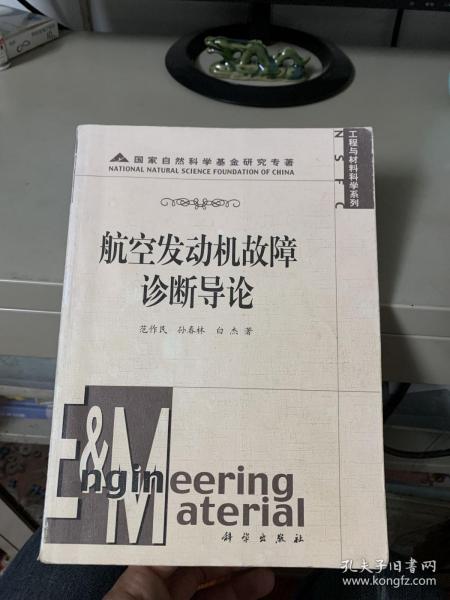 国家自然科学基金研究专著
NATIONAL NATURAL SCIENCE FOUNDATION OF CHINA
N S F C
工程与材料科学系列
航空发动机故障
诊断导论
范作民 孙春林 白杰 著
E&M
Engineering
Material
科学出版社
孔夫子旧书网
www.kongfz.com